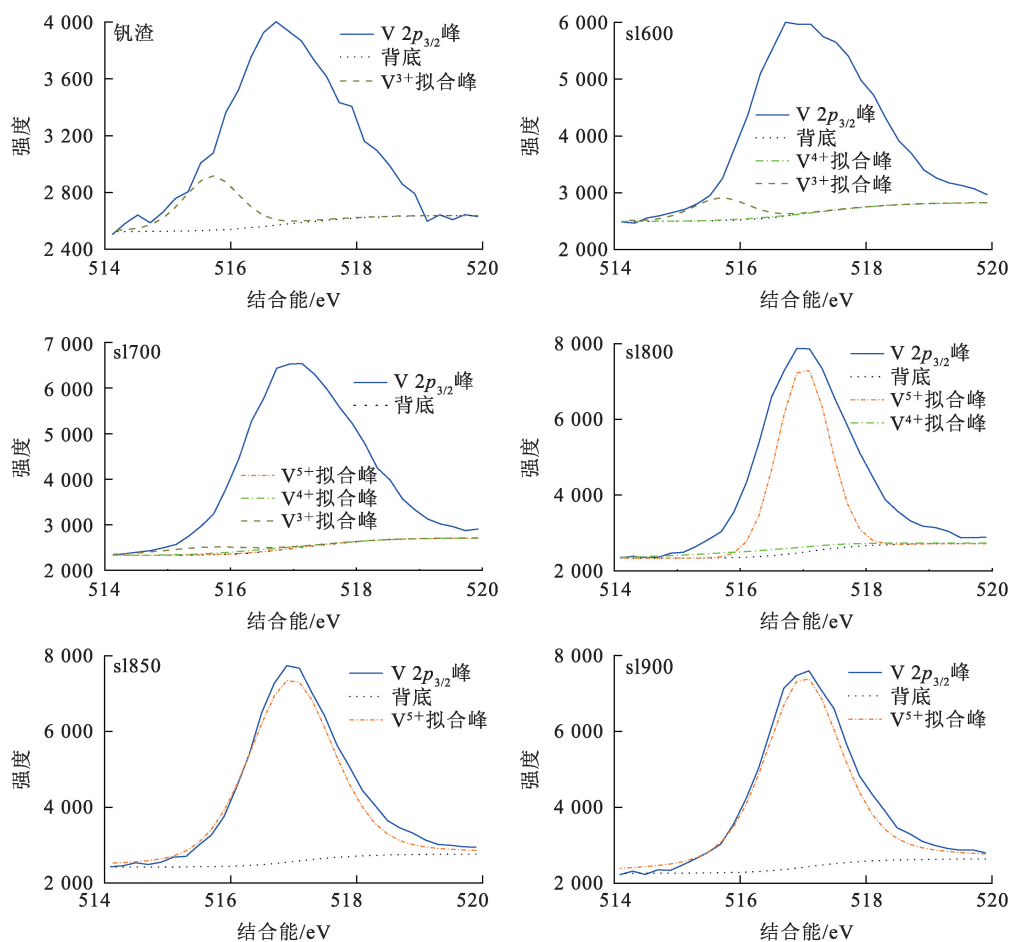 钒渣
V 2p3/2峰
背底
V3+拟合峰
4 000
3 600
3 200
2 800
2 400
强度
514 516 518 520
结合能/eV
sl600
V 2p3/2峰
背底
V4+拟合峰
V3+拟合峰
6 000
5 000
4 000
3 000
2 000
强度
514 516 518 520
结合能/eV
sl700
V 2p3/2峰
背底
V5+拟合峰
V4+拟合峰
V3+拟合峰
7 000
6 000
5 000
4 000
3 000
2 000
强度
514 516 518 520
结合能/eV
sl800
V 2p3/2峰
背底
V5+拟合峰
V4+拟合峰
8 000
6 000
4 000
2 000
强度
514 516 518 520
结合能/eV
sl850
V 2p3/2峰
背底
V5+拟合峰
8 000
6 000
4 000
2 000
强度
514 516 518 520
结合能/eV
sl900
V 2p3/2峰
背底
V5+拟合峰
8 000
6 000
4 000
2 000
强度
514 516 518 520
结合能/eV